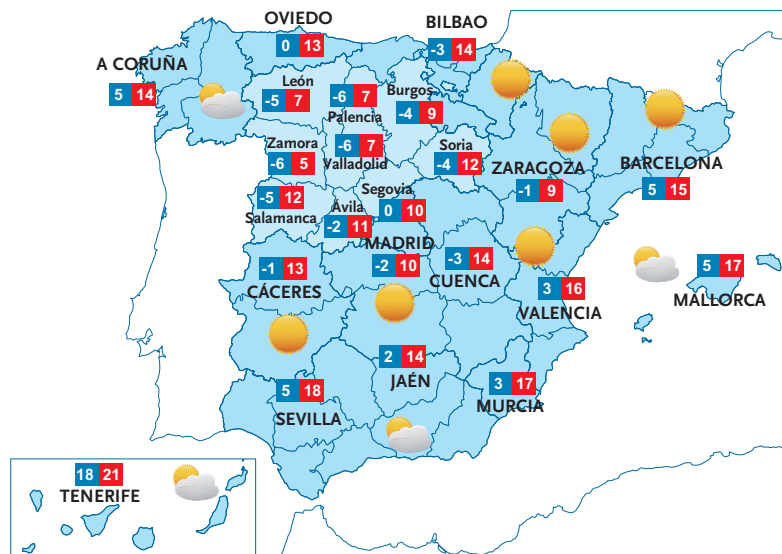 OVIEDO
0 13
BILBAO
-3 14
A CORUÑA
5 14
León
-5 7
-6 7
Palencia
Burgos
-4 9
Zamora
-6 5
-6 7
Valladolid
Soria
-4 12
ZARAGOZA
-1 9
BARCELONA
5 15
-5 12
Salamanca
Ávila
-2 11
Segovia
0 10
MADRID
-2 10
-3 14
CUENCA
-1 13
CÁCERES
3 16
VALENCIA
5 17
MALLORCA
2 14
JAÉN
5 18
SEVILLA
3 17
MURCIA
18 21
TENERIFE